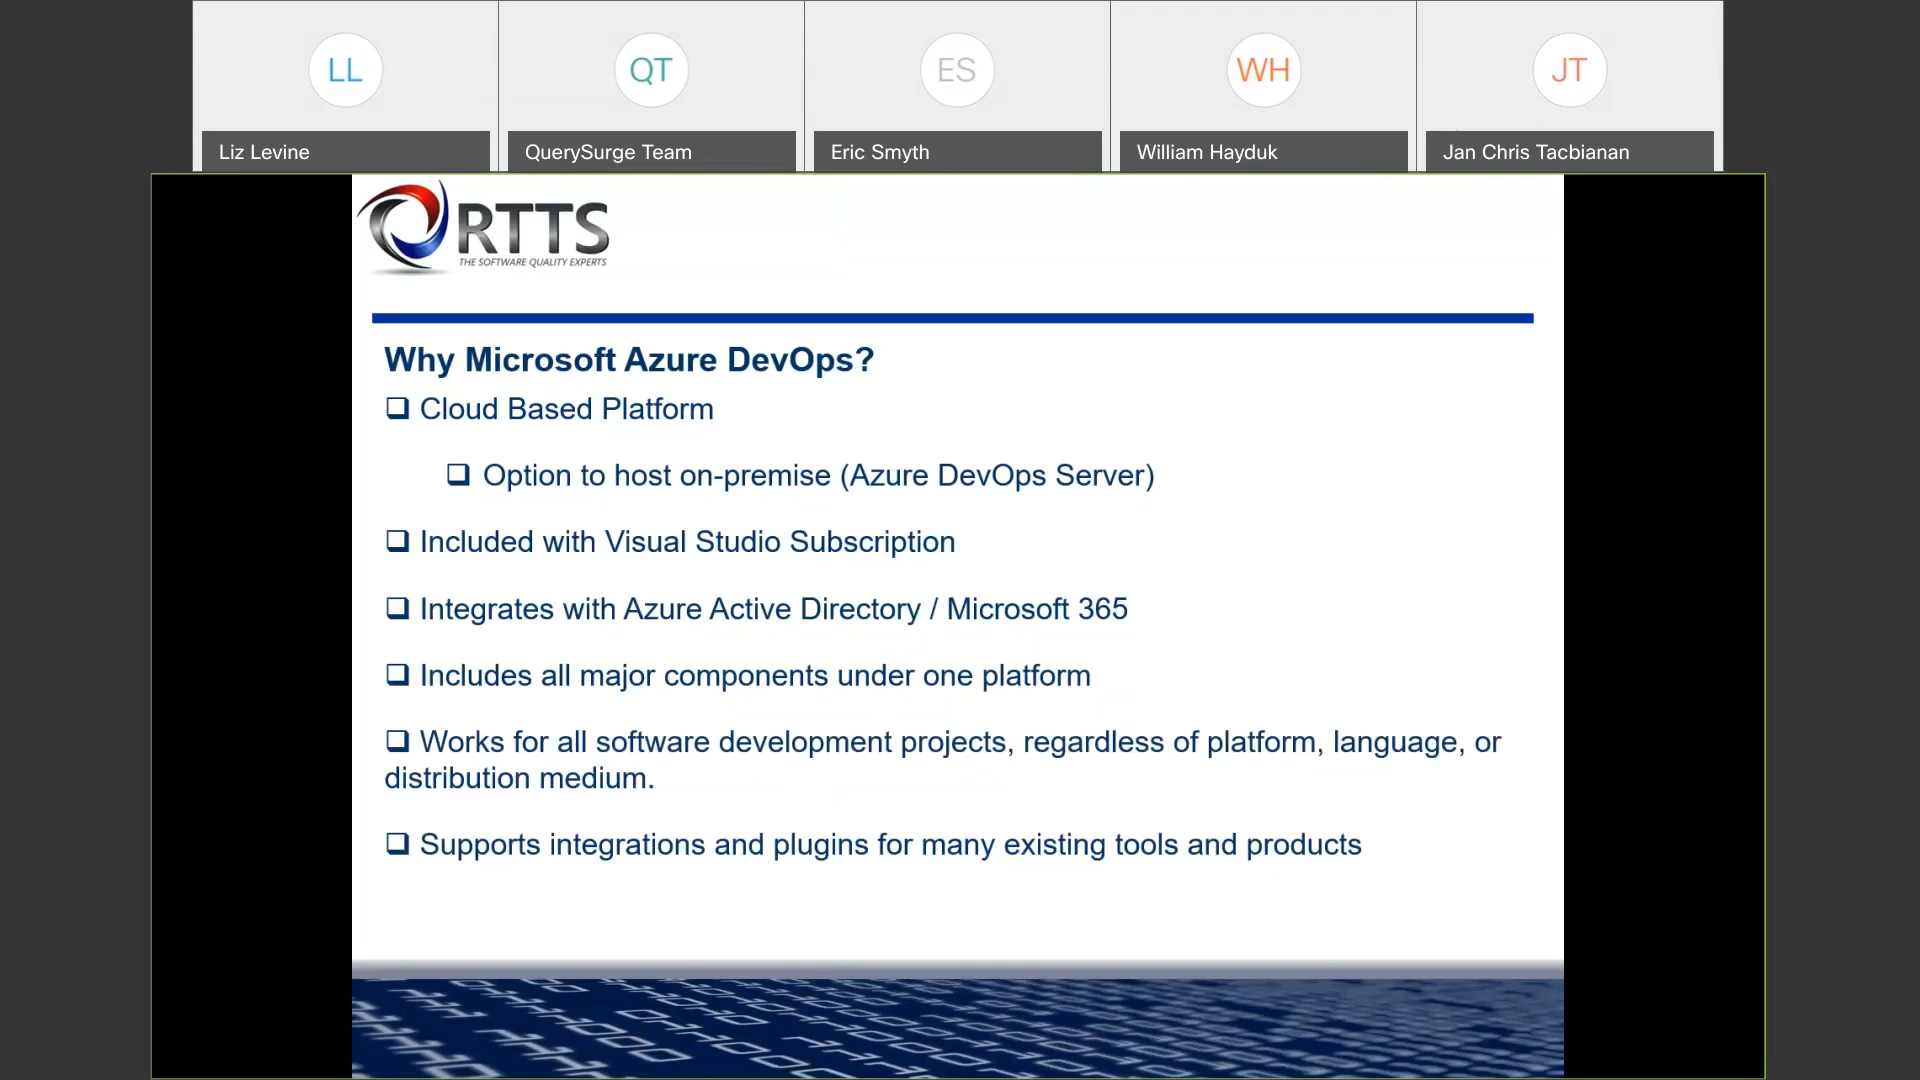 LL
QT
ES
WH
JT
Liz Levine
QuerySurge Team
Eric Smyth
William Hayduk
Jan Chris Tacbianan
RTTS
THE SOFTWARE QUALITY EXPERTS
Why Microsoft Azure DevOps?
❑ Cloud Based Platform
❑ Option to host on-premise (Azure DevOps Server)
❑ Included with Visual Studio Subscription
❑ Integrates with Azure Active Directory / Microsoft 365
❑ Includes all major components under one platform
❑ Works for all software development projects, regardless of platform, language, or
distribution medium.
❑ Supports integrations and plugins for many existing tools and products